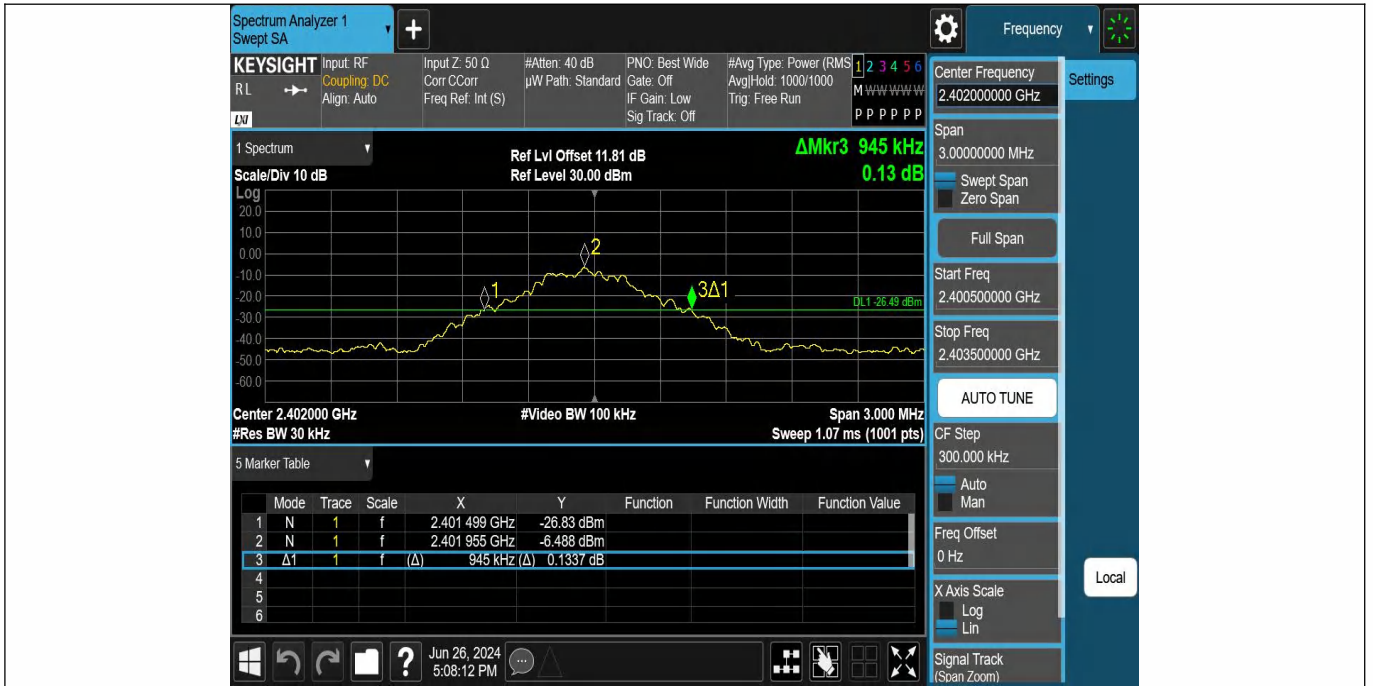 Spectrum Analyzer 1
Swept SA
+
Frequency
KEYSIGHT
RL
LXI
Input: RF
Coupling: DC
Align: Auto
Input Z: 50 Ω
Corr CCorr
Freq Ref: Int (S)
#Atten: 40 dB
µW Path: Standard
PNO: Best Wide
Gate: Off
IF Gain: Low
Sig Track: Off
#Avg Type: Power (RMS
Avg|Hold: 1000/1000
Trig: Free Run
1 2 3 4 5 6
M W W W W W
P P P P P P
1 Spectrum
Scale/Div 10 dB
Ref Lvl Offset 11.81 dB
Ref Level 30.00 dBm
ΔMkr3 945 kHz
0.13 dB
Log
20.0
10.0
0.00
-10.0
-20.0
-30.0
-40.0
-50.0
-60.0
1
2
3Δ1
DL1 -26.49 dBm
Center 2.402000 GHz
#Video BW 100 kHz
Span 3.000 MHz
#Res BW 30 kHz
Sweep 1.07 ms (1001 pts)
5 Marker Table
Mode Trace Scale X Y Function Function Width Function Value
1 N 1 f 2.401 499 GHz -26.83 dBm
2 N 1 f 2.401 955 GHz -6.488 dBm
3 Δ1 1 f (Δ) 945 kHz (Δ) 0.1337 dB
4
5
6
?
Jun 26, 2024
5:08:12 PM
Center Frequency
2.402000000 GHz
Settings
Span
3.00000000 MHz
Swept Span
Zero Span
Full Span
Start Freq
2.400500000 GHz
Stop Freq
2.403500000 GHz
AUTO TUNE
CF Step
300.000 kHz
Auto
Man
Freq Offset
0 Hz
Local
X Axis Scale
Log
Lin
Signal Track
(Span Zoom)